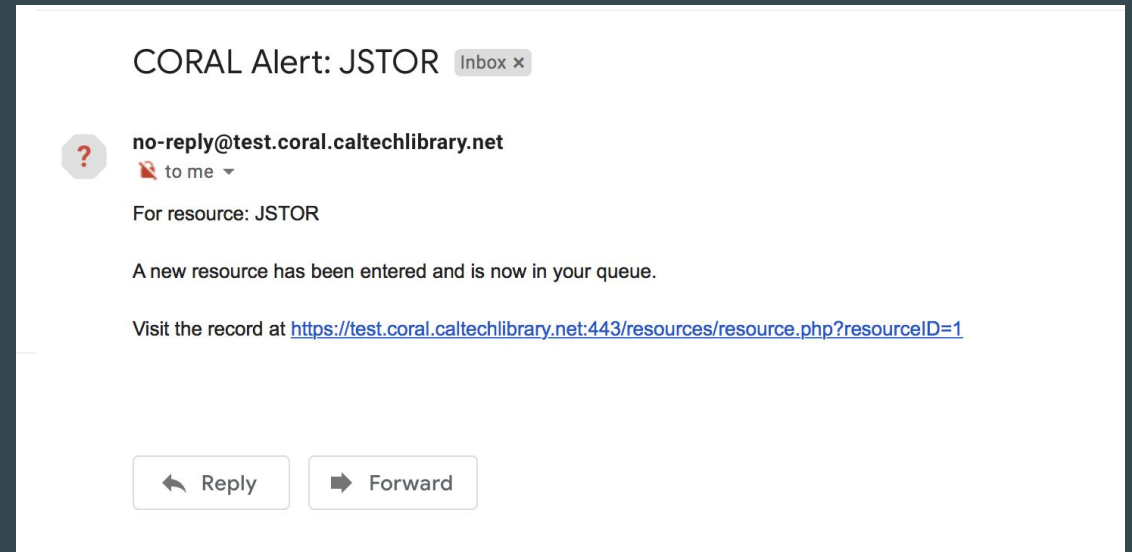 CORAL Alert: JSTOR Inbox ×
?
no-reply@test.coral.caltechlibrary.net
to me
For resource: JSTOR
A new resource has been entered and is now in your queue.
Visit the record at https://test.coral.caltechlibrary.net:443/resources/resource.php?resourceID=1
Reply Forward